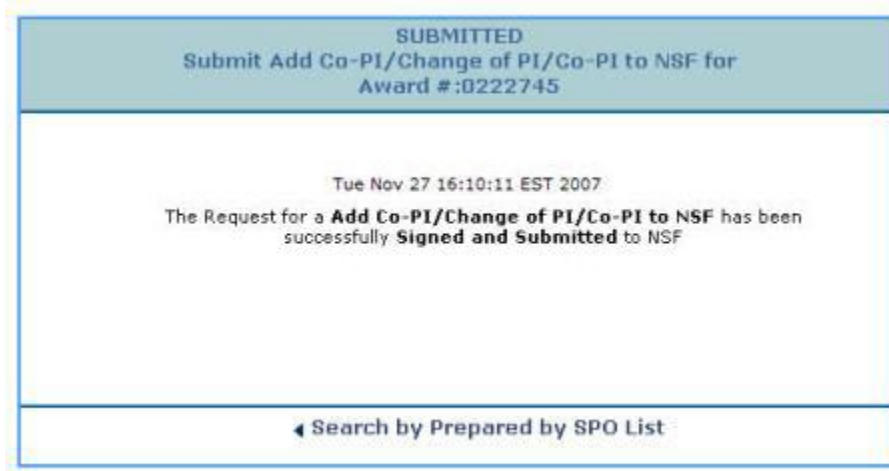 SUBMITTED
Submit Add Co-PI/Change of PI/Co-PI to NSF for
Award #:0222745
Tue Nov 27 16:10:11 EST 2007
The Request for a Add Co-PI/Change of PI/Co-PI to NSF has been
successfully Signed and Submitted to NSF
Search by Prepared by SPO List